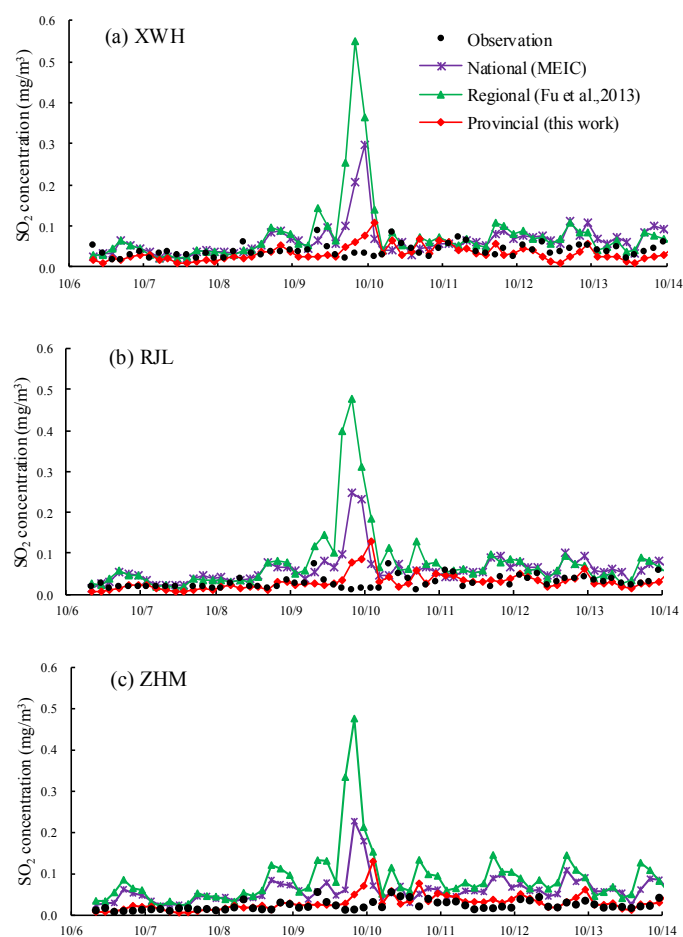 (a) XWH
Observation
National (MEIC)
Regional (Fu et al.,2013)
Provincial (this work)
SO₂ concentration (mg/m³)
0.6
0.5
0.4
0.3
0.2
0.1
0.0
10/6 10/7 10/8 10/9 10/10 10/11 10/12 10/13 10/14
(b) RJL
SO₂ concentration (mg/m³)
0.6
0.5
0.4
0.3
0.2
0.1
0.0
10/6 10/7 10/8 10/9 10/10 10/11 10/12 10/13 10/14
(c) ZHM
SO₂ concentration (mg/m³)
0.6
0.5
0.4
0.3
0.2
0.1
0.0
10/6 10/7 10/8 10/9 10/10 10/11 10/12 10/13 10/14